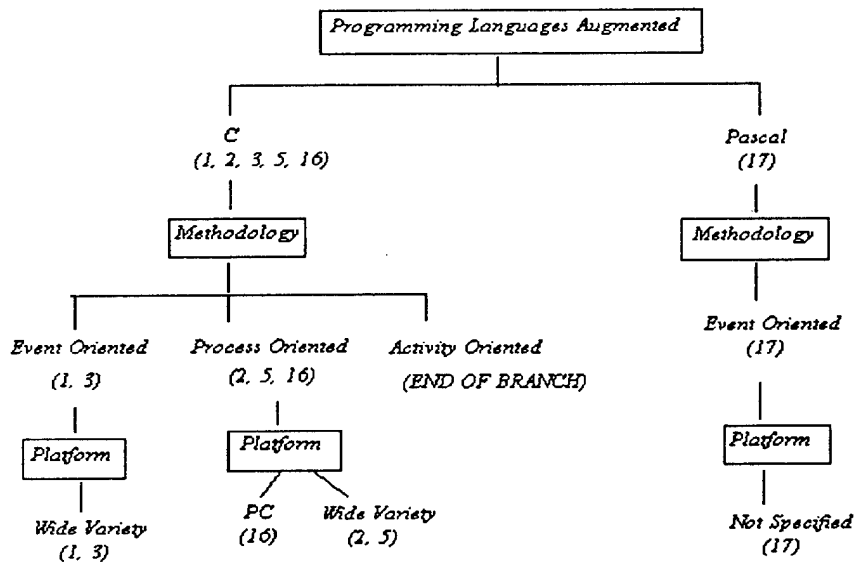 Programming Languages Augmented
C
(1, 2, 3, 5, 16)
Pascal
(17)
Methodology
Methodology
Event Oriented
(1, 3)
Process Oriented
(2, 5, 16)
Activity Oriented
(END OF BRANCH)
Event Oriented
(17)
Platform
Platform
Platform
Wide Variety
(1, 3)
PC
(16)
Wide Variety
(2, 5)
Not Specified
(17)